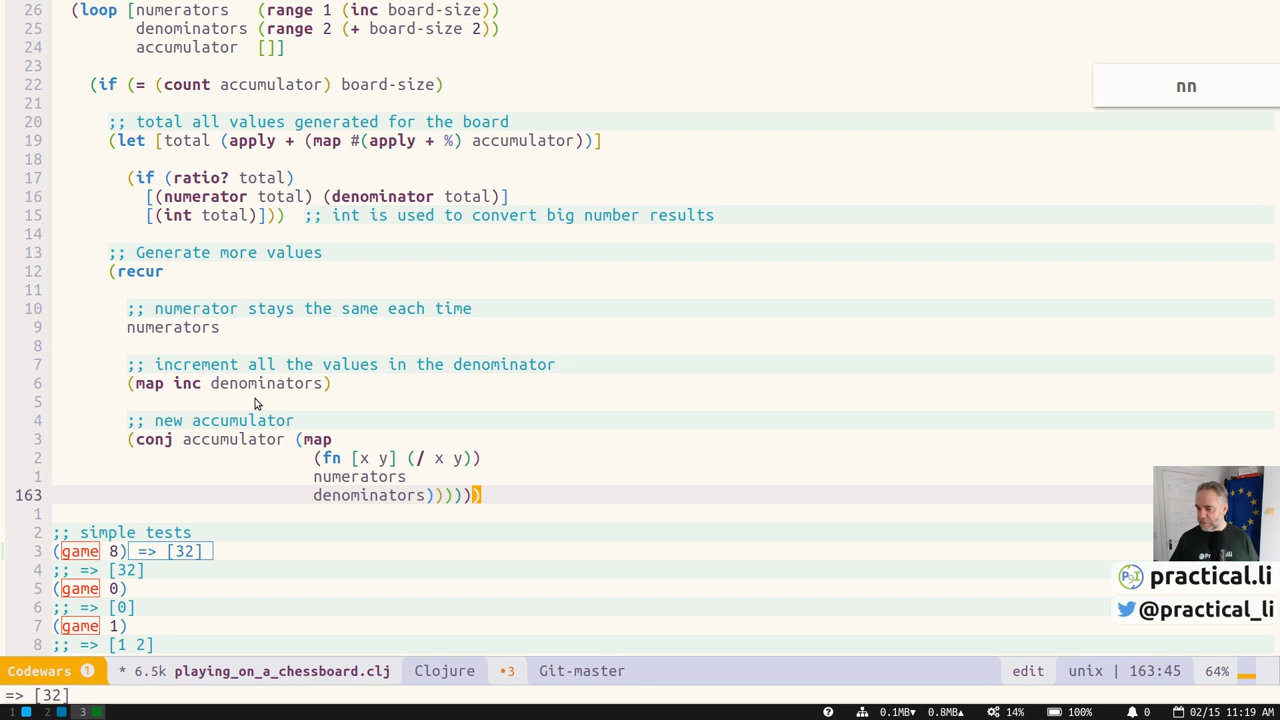 26 (loop [numerators   (range 1 (inc board-size))
25        denominators (range 2 (+ board-size 2))
24        accumulator  []]
23
22   (if (= (count accumulator) board-size)
21
20     ;; total all values generated for the board
19     (let [total (apply + (map #(apply + %) accumulator))]
18
17       (if (ratio? total)
16         [(numerator total) (denominator total)]
15         [(int total)]))  ;; int is used to convert big number results
14
13     ;; Generate more values
12     (recur
11
10       ;; numerator stays the same each time
9       numerators
8
7       ;; increment all the values in the denominator
6       (map inc denominators)
5
4       ;; new accumulator
3       (conj accumulator (map
2                           (fn [x y] (/ x y))
1                           numerators
163                           denominators))))))
1
2 ;; simple tests
3 (game 8) => [32]
4 ;; => [32]
5 (game 0)
6 ;; => [0]
7 (game 1)
8 ;; => [1 2]
nn
practical.li
@practical_li
Codewars 1 * 6.5k playing_on_a_chessboard.clj Clojure •3 Git-master edit unix | 163:45 64%
=> [32]
1 2 3 0.1MB▾ 0.8MB▴ 14% 100% 0 02/15 11:19 AM